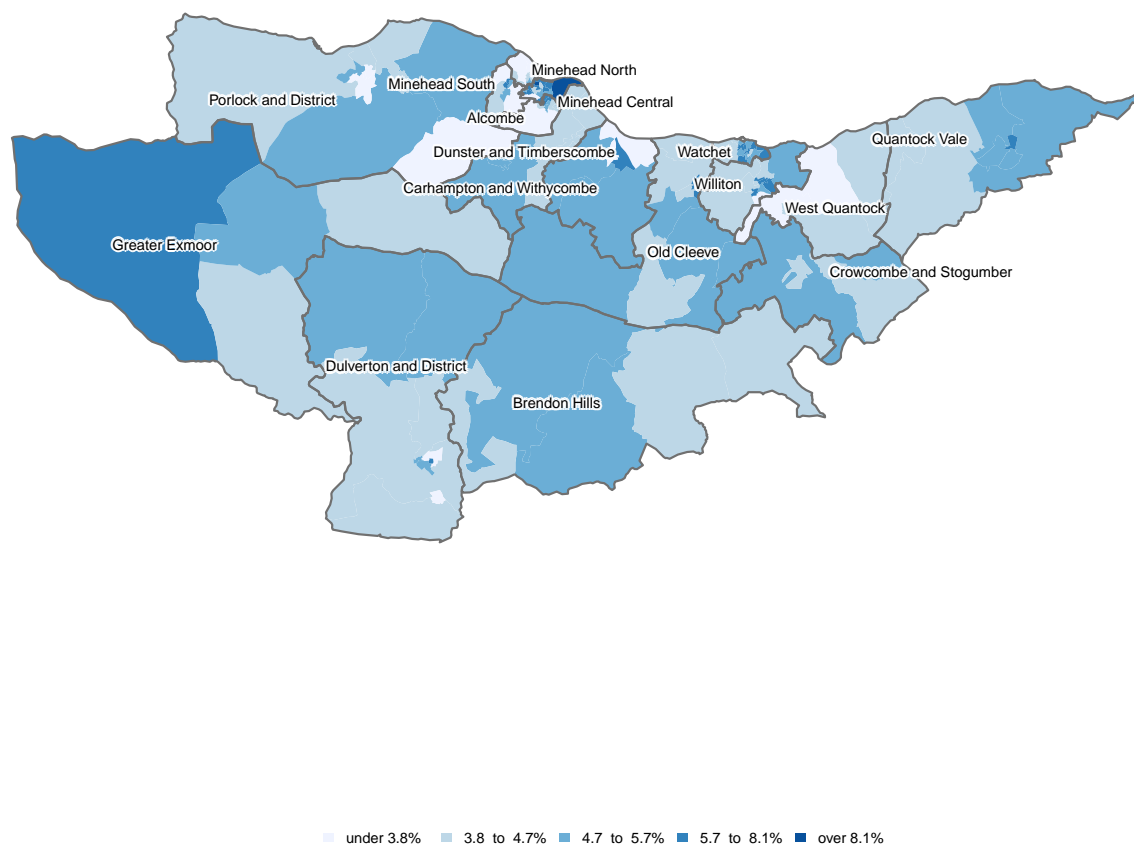 Minehead North
Minehead South
Porlock and District
Minehead Central
Alcombe
Quantock Vale
Dunster and Timberscombe
Watchet
Carhampton and Withycombe
Williton
West Quantock
Greater Exmoor
Old Cleeve
Crowcombe and Stogumber
Dulverton and District
Brendon Hills
under 3.8% 3.8 to 4.7% 4.7 to 5.7% 5.7 to 8.1% over 8.1%